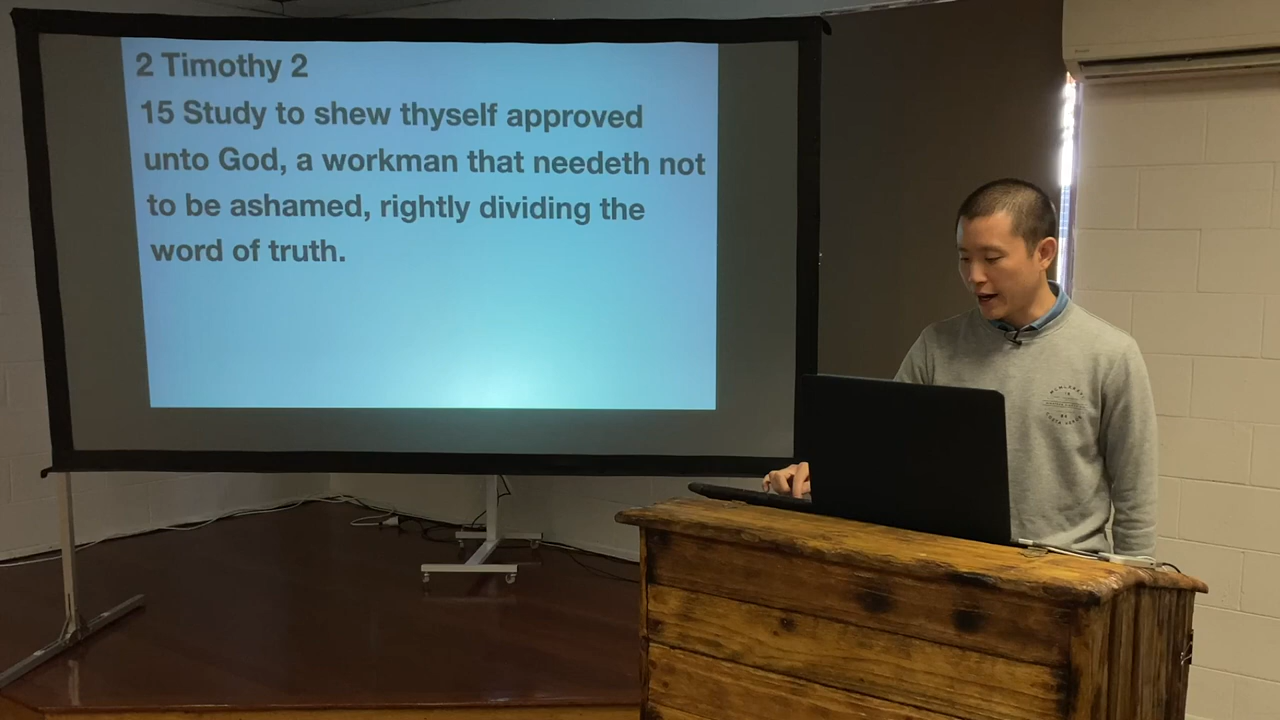 2 Timothy 2
15 Study to shew thyself approved
unto God, a workman that needeth not
to be ashamed, rightly dividing the
word of truth.